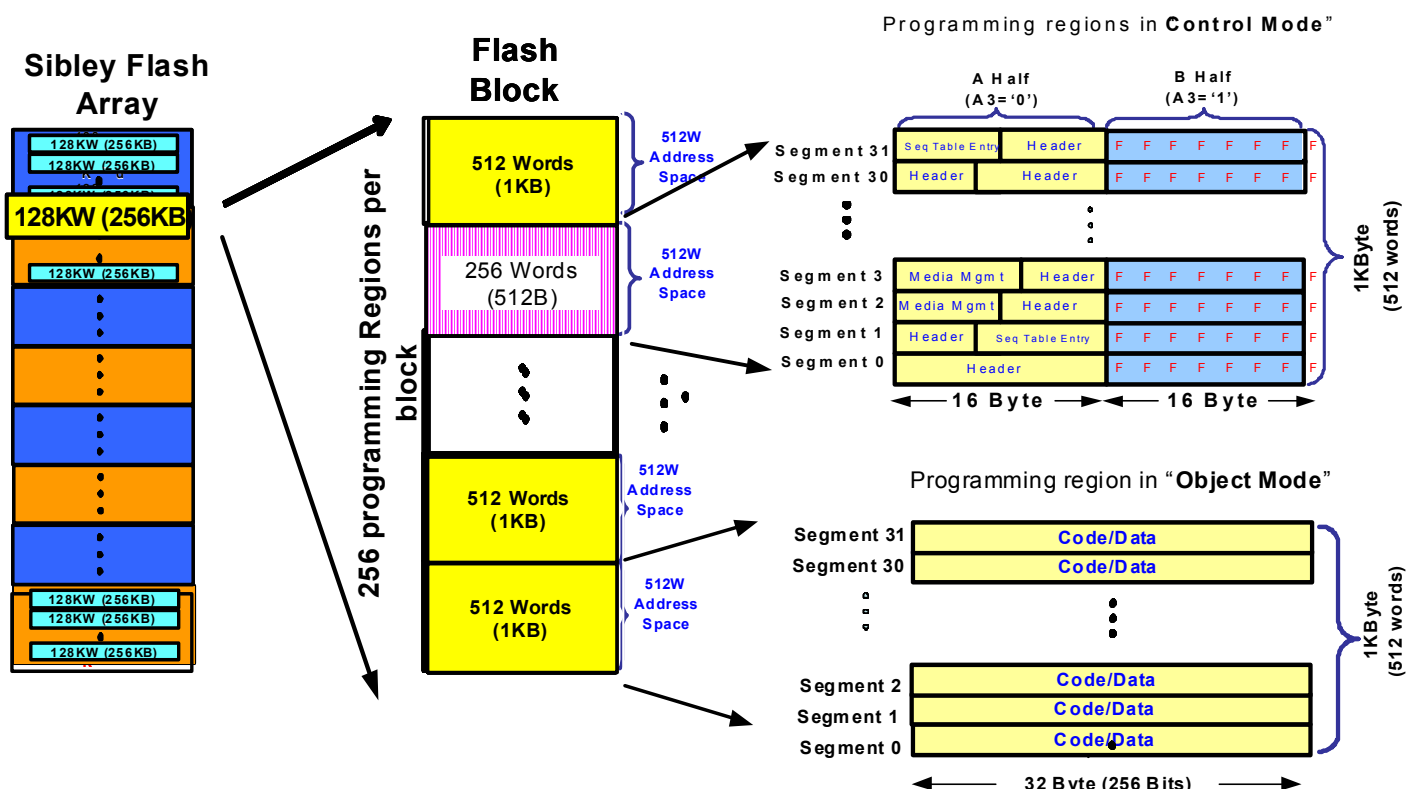 Sibley Flash
Array
128KW (256KB)
128KW (256KB)
128KW (256KB)
128KW (256KB)
128KW (256KB)
128KW (256KB)
128KW (256KB)
256 programming Regions per
block
Flash
Block
512 Words
(1KB)
512W
Address
Space
256 Words
(512B)
512W
Address
Space
512 Words
(1KB)
512W
Address
Space
512 Words
(1KB)
512W
Address
Space
Programming regions in Control Mode”
A Half
(A3=‘0’)
B Half
(A3=‘1’)
Segment 31 Seq Table Entry Header F F F F F F F F
Segment 30 Header Header F F F F F F F F
Segment 3 Media Mgmt Header F F F F F F F F
Segment 2 Media Mgmt Header F F F F F F F F
Segment 1 Header Seq Table Entry F F F F F F F F
Segment 0 Header F F F F F F F F
16 Byte 16 Byte
1KByte
(512 words)
Programming region in “Object Mode”
Segment 31 Code/Data
Segment 30 Code/Data
Segment 2 Code/Data
Segment 1 Code/Data
Segment 0 Code/Data
32 Byte (256 Bits)
1KByte
(512 words)